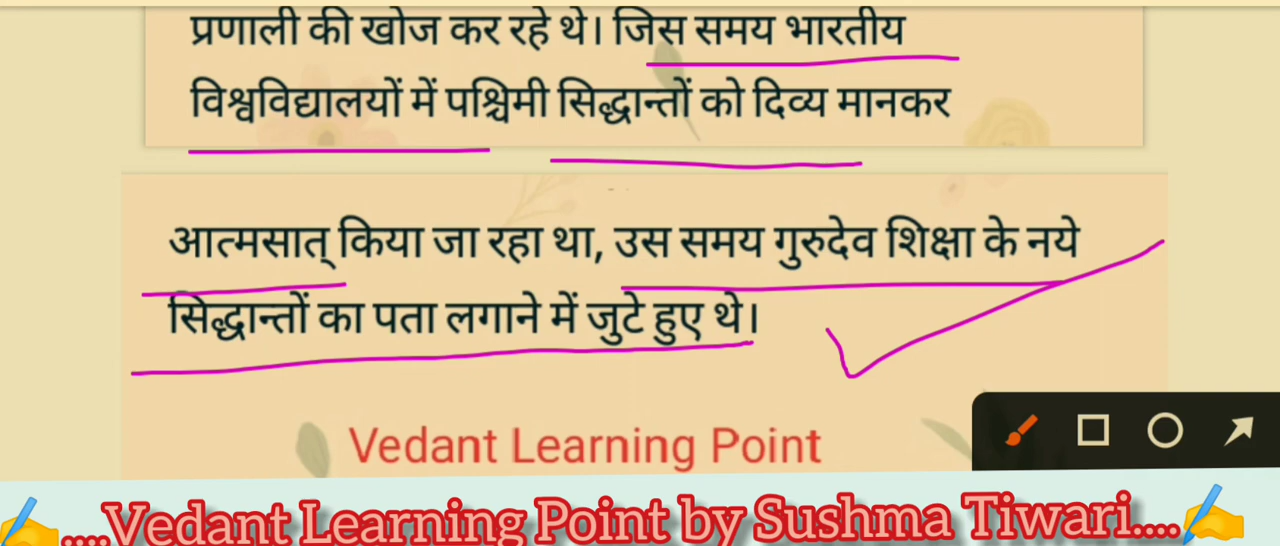 प्रणाली की खोज कर रहे थे। जिस समय भारतीय
विश्वविद्यालयों में पश्चिमी सिद्धान्तों को दिव्य मानकर
आत्मसात् किया जा रहा था, उस समय गुरुदेव शिक्षा के नये
सिद्धान्तों का पता लगाने में जुटे हुए थे।
Vedant Learning Point
✍️....Vedant Learning Point by Sushma Tiwari....✍️